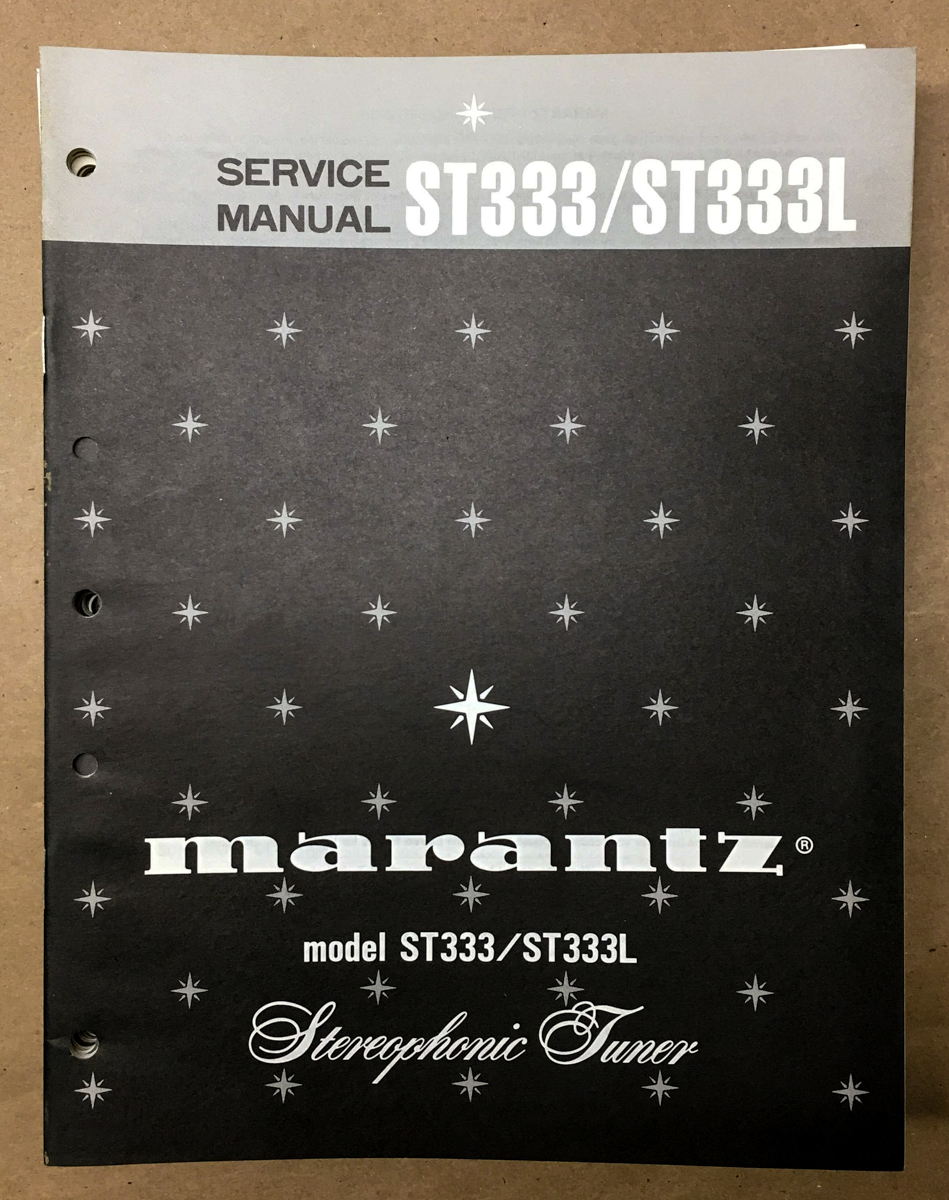 SERVICE
MANUAL ST333/ST333L
marantz®
model ST333/ST333L
Stereophonic Tuner